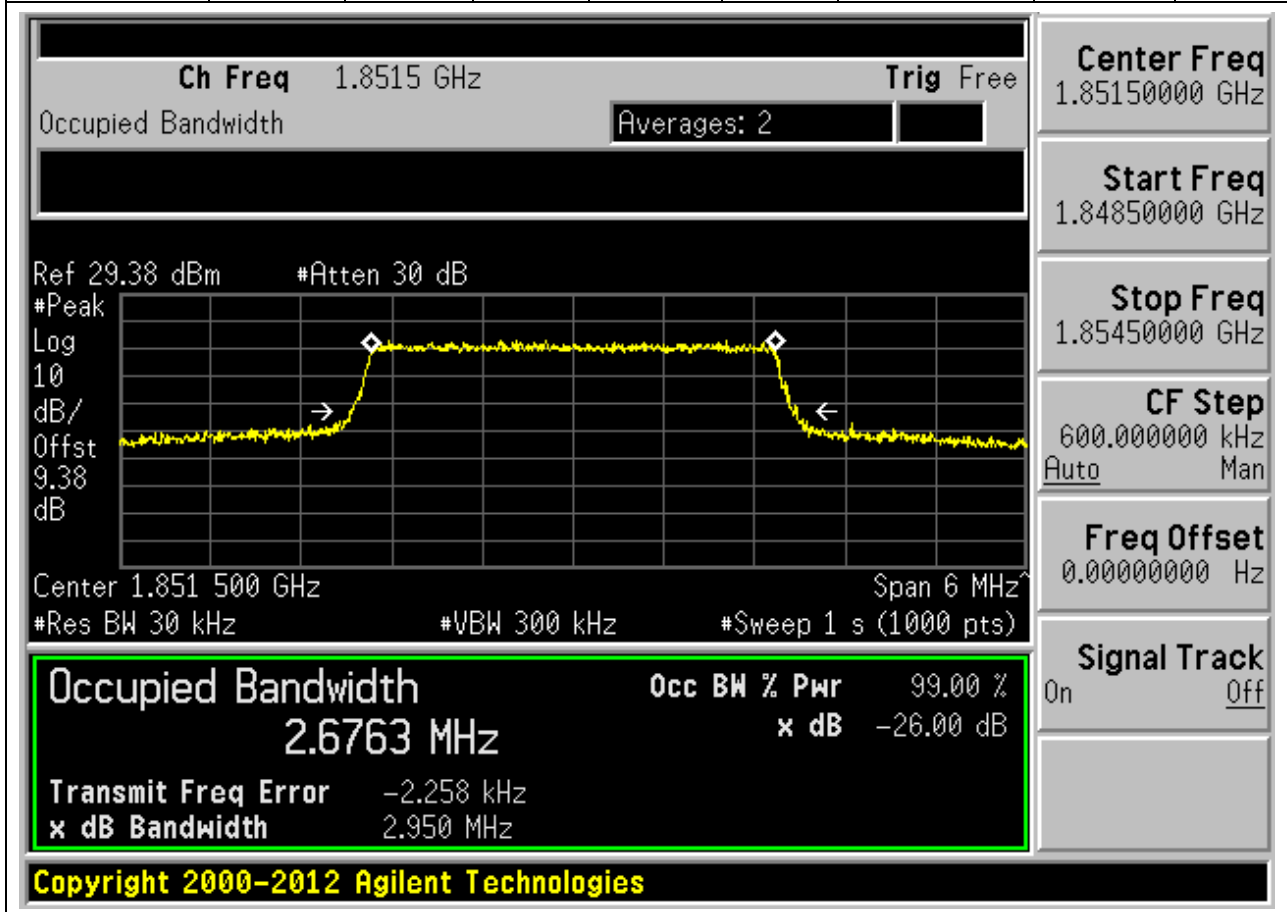 Ch Freq 1.8515 GHz Trig Free
Occupied Bandwidth Averages: 2
Ref 29.38 dBm #Atten 30 dB
#Peak
Log
10
dB/
Offst
9.38
dB
Center 1.851 500 GHz Span 6 MHz^
#Res BW 30 kHz #VBW 300 kHz #Sweep 1 s (1000 pts)
Occupied Bandwidth Occ BW % Pwr 99.00 %
2.6763 MHz x dB -26.00 dB
Transmit Freq Error -2.258 kHz
x dB Bandwidth 2.950 MHz
Copyright 2000-2012 Agilent Technologies
Center Freq
1.85150000 GHz
Start Freq
1.84850000 GHz
Stop Freq
1.85450000 GHz
CF Step
600.000000 kHz
Auto Man
Freq Offset
0.00000000 Hz
Signal Track
On Off